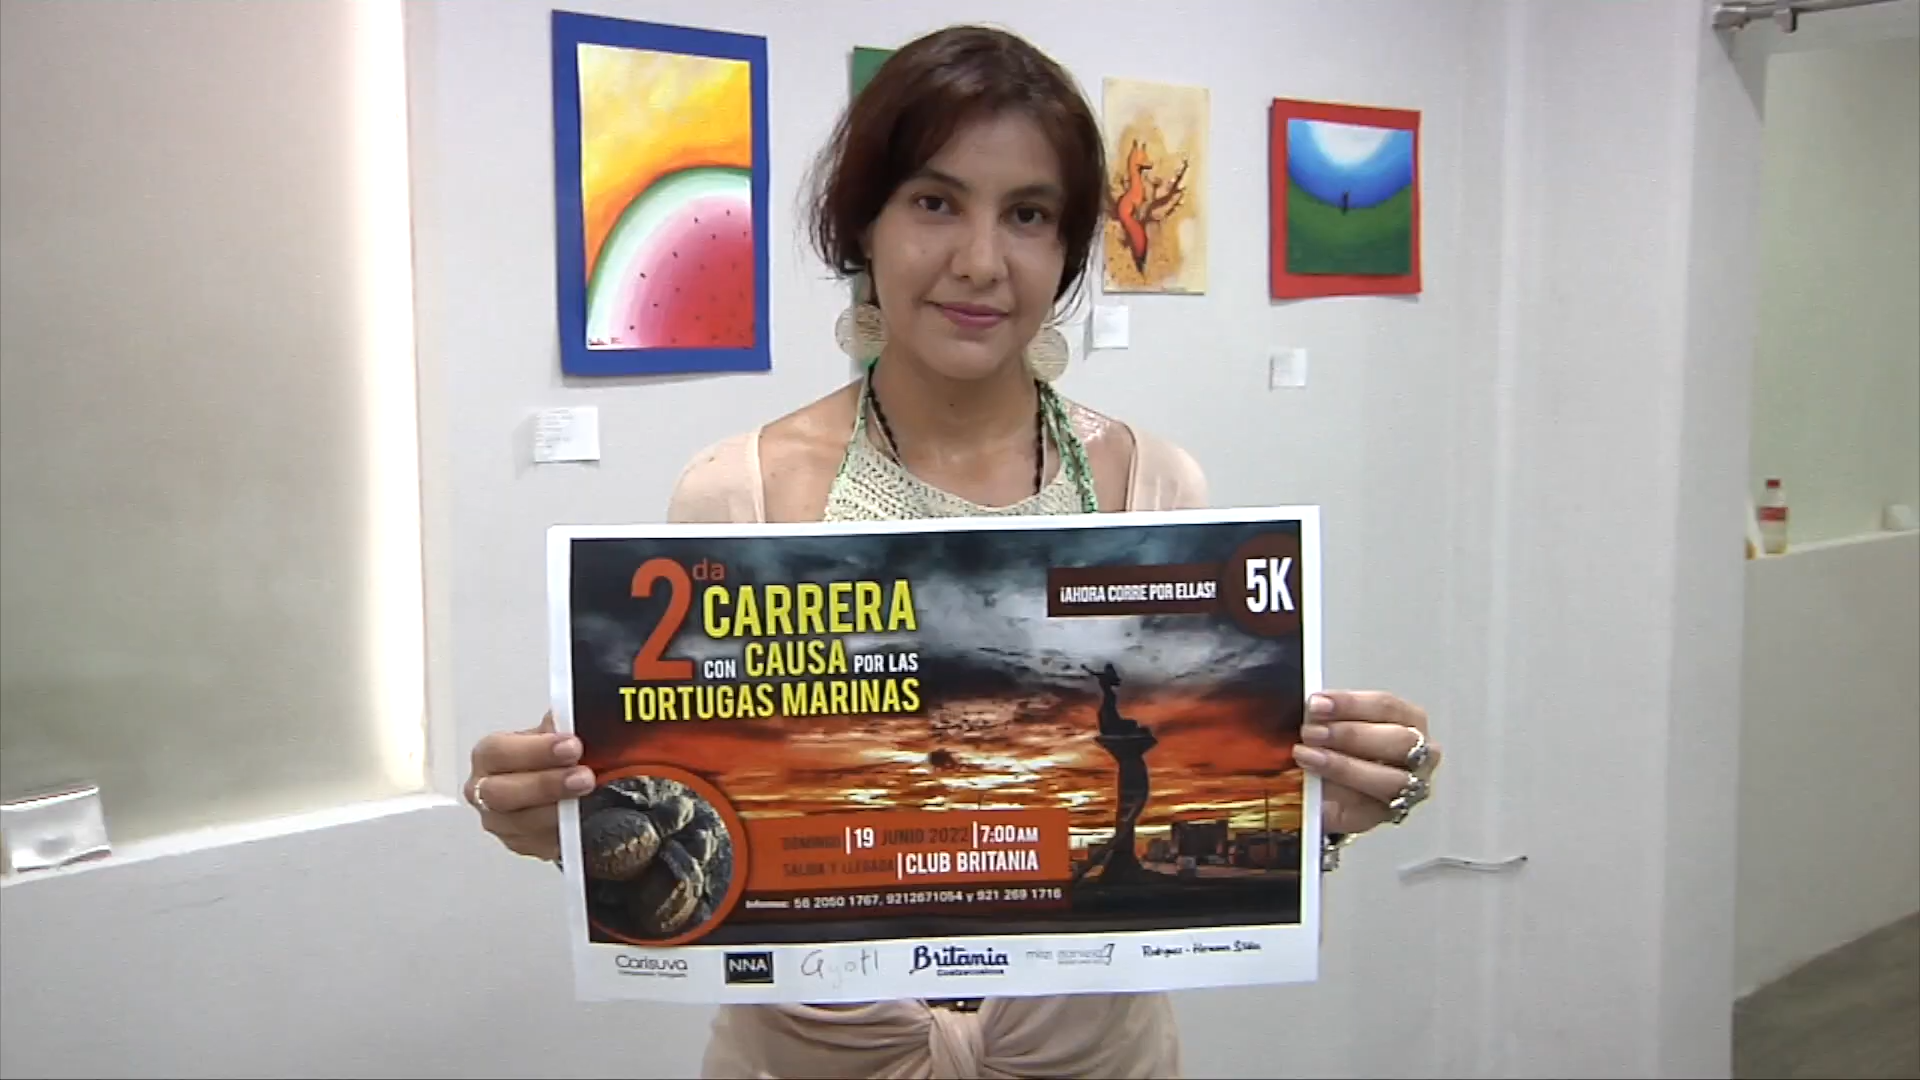 2da
CARRERA
CON CAUSA POR LAS
TORTUGAS MARINAS
¡AHORA CORRE POR ELLAS!
5K
DOMINGO | 19 JUNIO 2022 | 7:00 AM
SALIDA Y LLEGADA | CLUB BRITANIA
Informes: 56 2050 1767, 9212671054 y 921 269 1716
Carisuva
NNA
ayotl
Britania
Coatzacoalcos